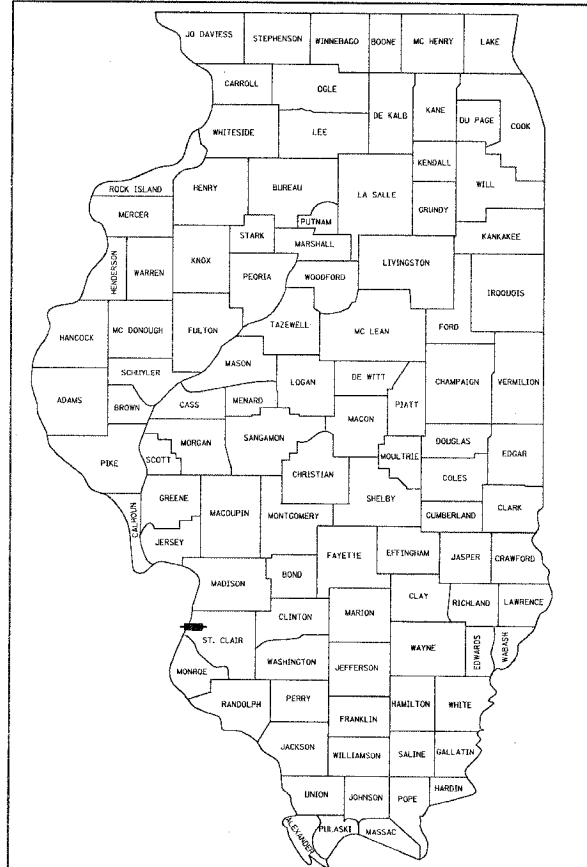 JO DAVIESS
STEPHENSON
WINNEBAGO
BOONE
MC HENRY
LAKE
CARROLL
OGLE
DE KALB
KANE
DU PAGE
COOK
WHITESIDE
LEE
KENDALL
WILL
ROCK ISLAND
HENRY
BUREAU
LA SALLE
GRUNDY
MERCER
PUTNAM
STARK
MARSHALL
KANKAKEE
HENDERSON
WARREN
KNOX
PEORIA
WOODFORD
LIVINGSTON
IROQUOIS
HANCOCK
MC DONOUGH
FULTON
TAZEWELL
MC LEAN
FORD
SCHUYLER
MASON
LOGAN
DE WITT
CHAMPAIGN
VERMILION
ADAMS
BROWN
CASS
MENARD
PIATT
MACON
PIKE
SCOTT
MORGAN
SANGAMON
CHRISTIAN
MOULTRIE
DOUGLAS
EDGAR
COLES
CALHOUN
GREENE
MACOUPIN
MONTGOMERY
SHELBY
CUMBERLAND
CLARK
JERSEY
FAYETTE
EFFINGHAM
JASPER
CRAWFORD
MADISON
BOND
CLAY
RICHLAND
LAWRENCE
CLINTON
MARION
ST. CLAIR
WAYNE
EDWARDS
WABASH
WASHINGTON
JEFFERSON
MONROE
RANDOLPH
PERRY
HAMILTON
WHITE
FRANKLIN
JACKSON
WILLIAMSON
SALINE
GALLATIN
UNION
JOHNSON
POPE
HARDIN
ALEXANDER
PULASKI
MASSAC